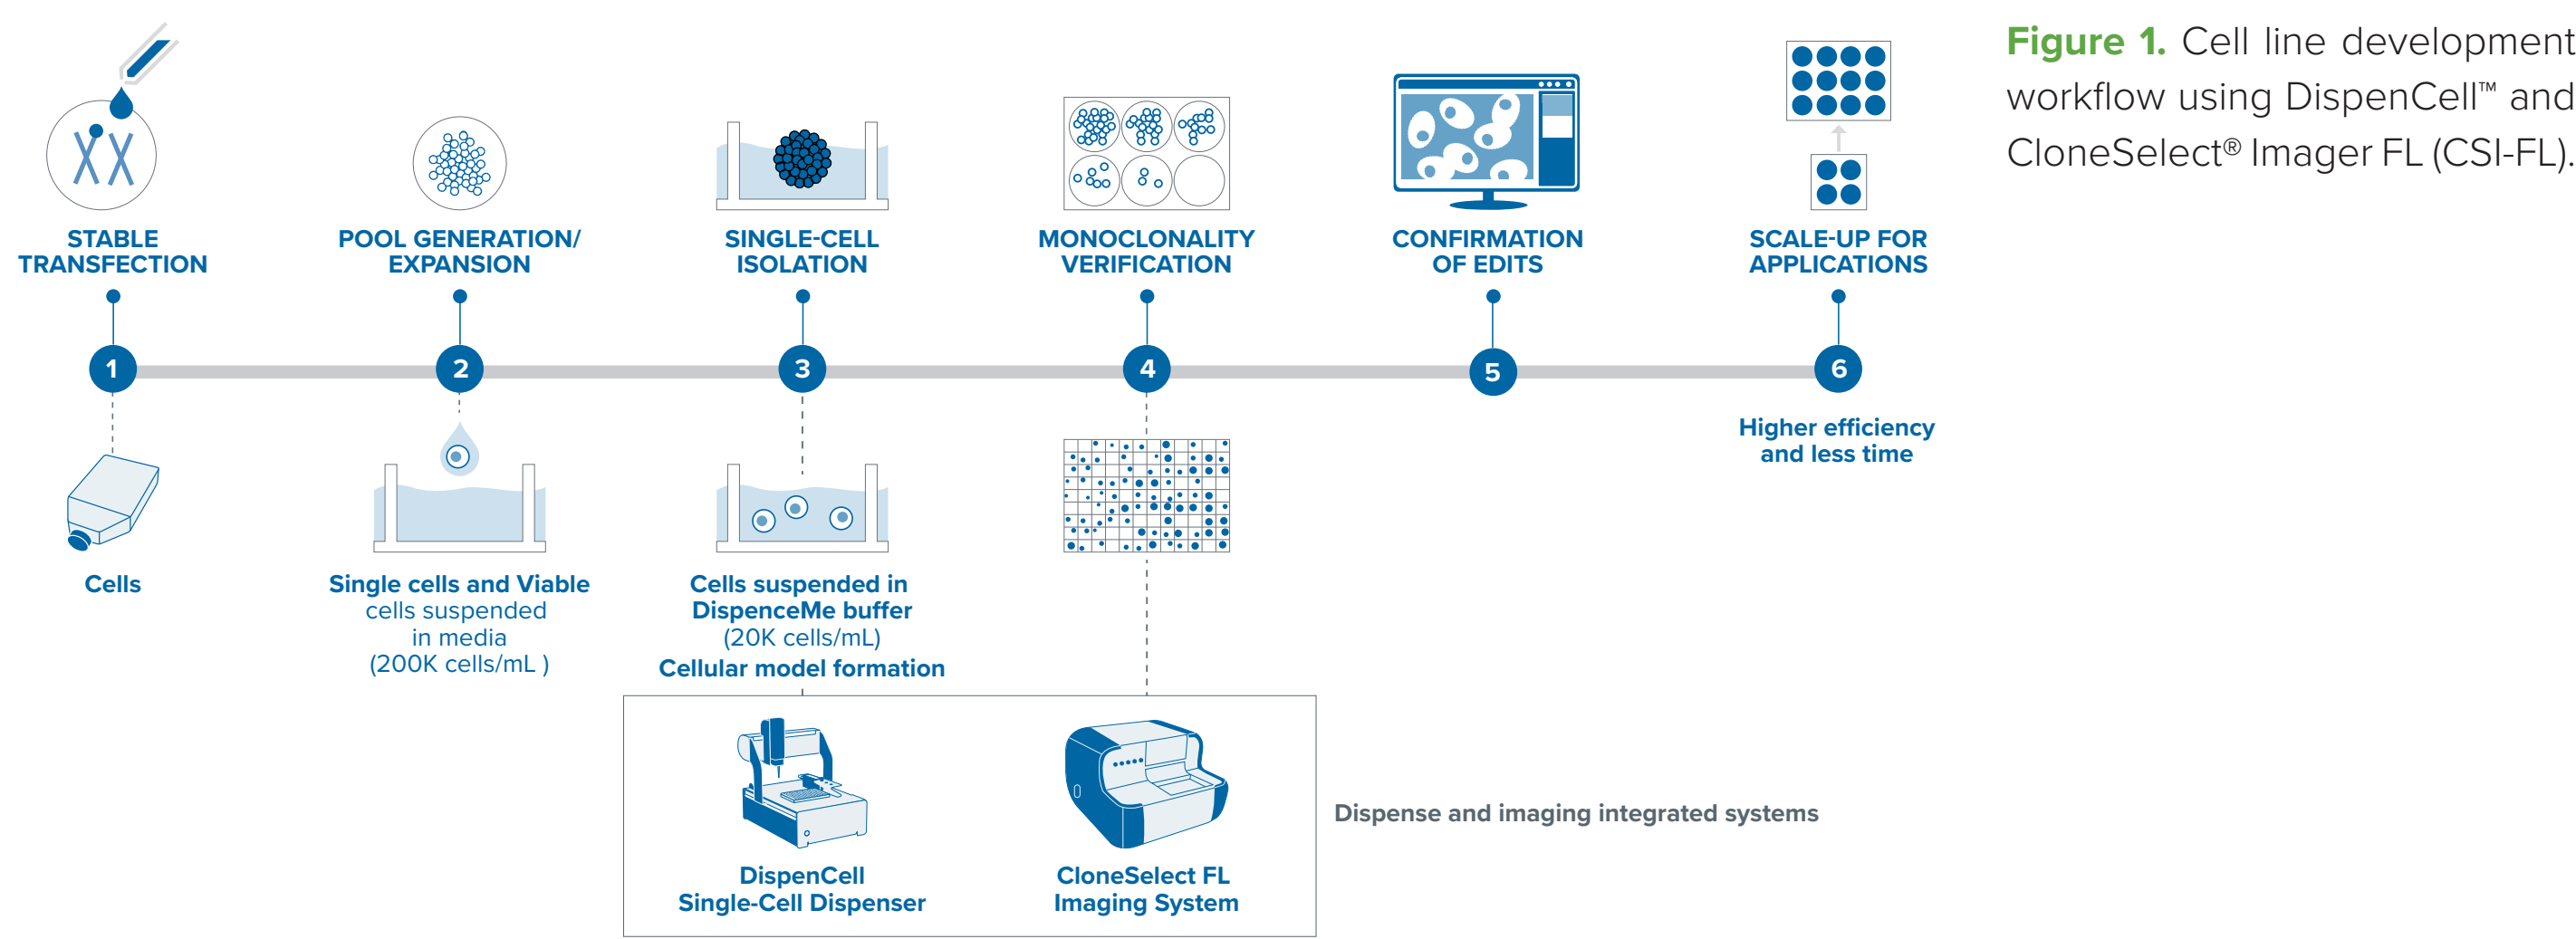 Figure 1. Cell line development
workflow using DispenCell™ and
CloneSelect® Imager FL (CSI-FL).
STABLE
TRANSFECTION
POOL GENERATION/
EXPANSION
SINGLE-CELL
ISOLATION
MONOCLONALITY
VERIFICATION
CONFIRMATION
OF EDITS
SCALE-UP FOR
APPLICATIONS
1
2
3
4
5
6
Cells
Single cells and Viable
cells suspended
in media
(200K cells/mL )
Cells suspended in
DispenceMe buffer
(20K cells/mL)
Cellular model formation
Higher efficiency
and less time
DispenCell
Single-Cell Dispenser
CloneSelect FL
Imaging System
Dispense and imaging integrated systems